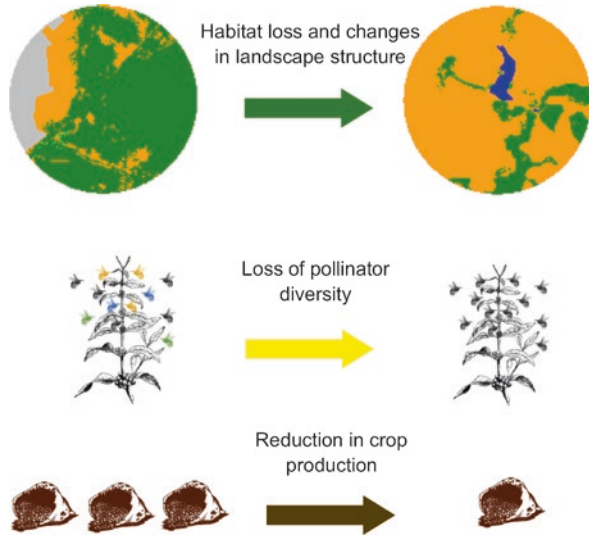 Habitat loss and changes
in landscape structure
Loss of pollinator
diversity
Reduction in crop
production